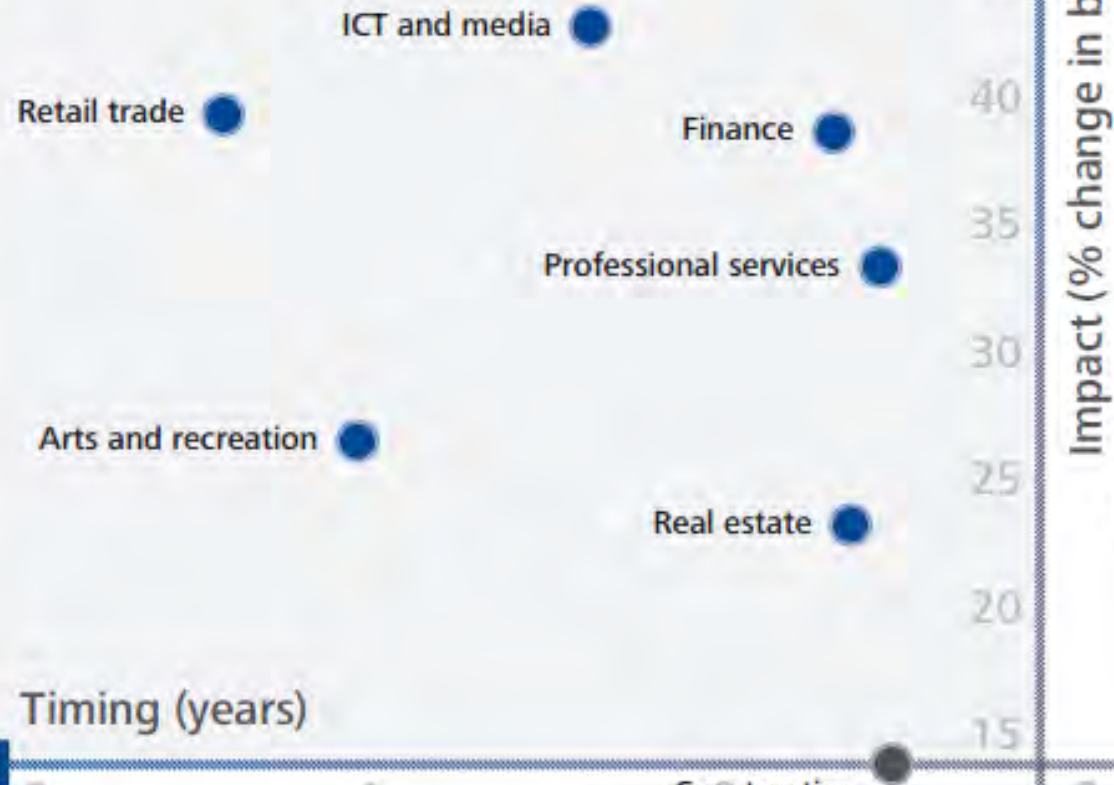 ICT and media
40
Retail trade
Finance
35
Professional services
30
Arts and recreation
25
Real estate
20
Timing (years)
15
Impact (% change in